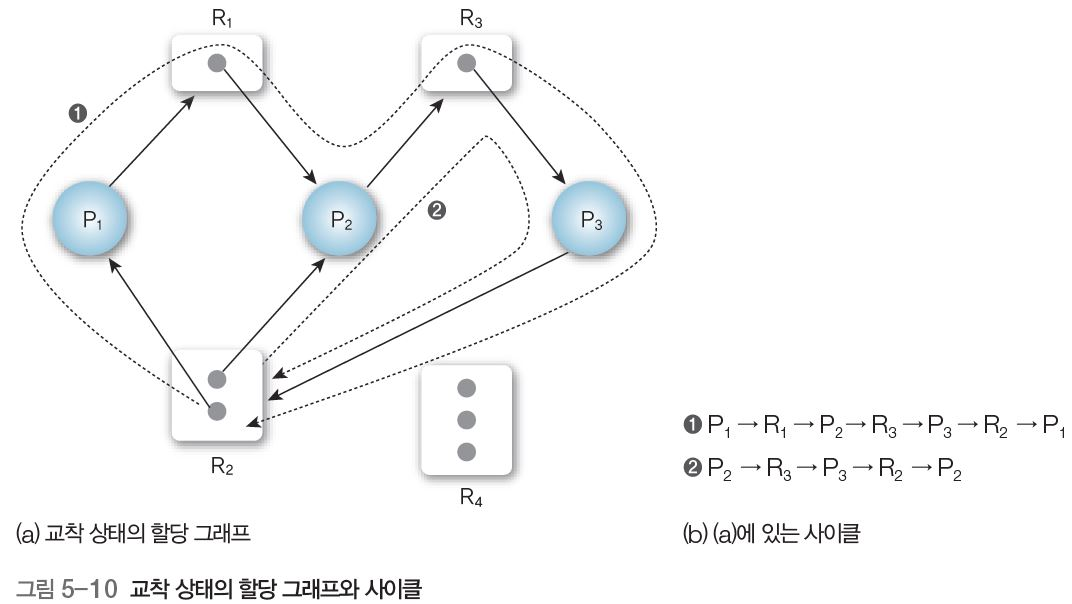 R₁ R₃
❶
P₁ P₂ ❷ P₃
R₂ R₄
❶ P₁ → R₁ → P₂ → R₃ → P₃ → R₂ → P₁
❷ P₂ → R₃ → P₃ → R₂ → P₂
(a) 교착 상태의 할당 그래프
(b) (a)에 있는 사이클
그림 5-10 교착 상태의 할당 그래프와 사이클